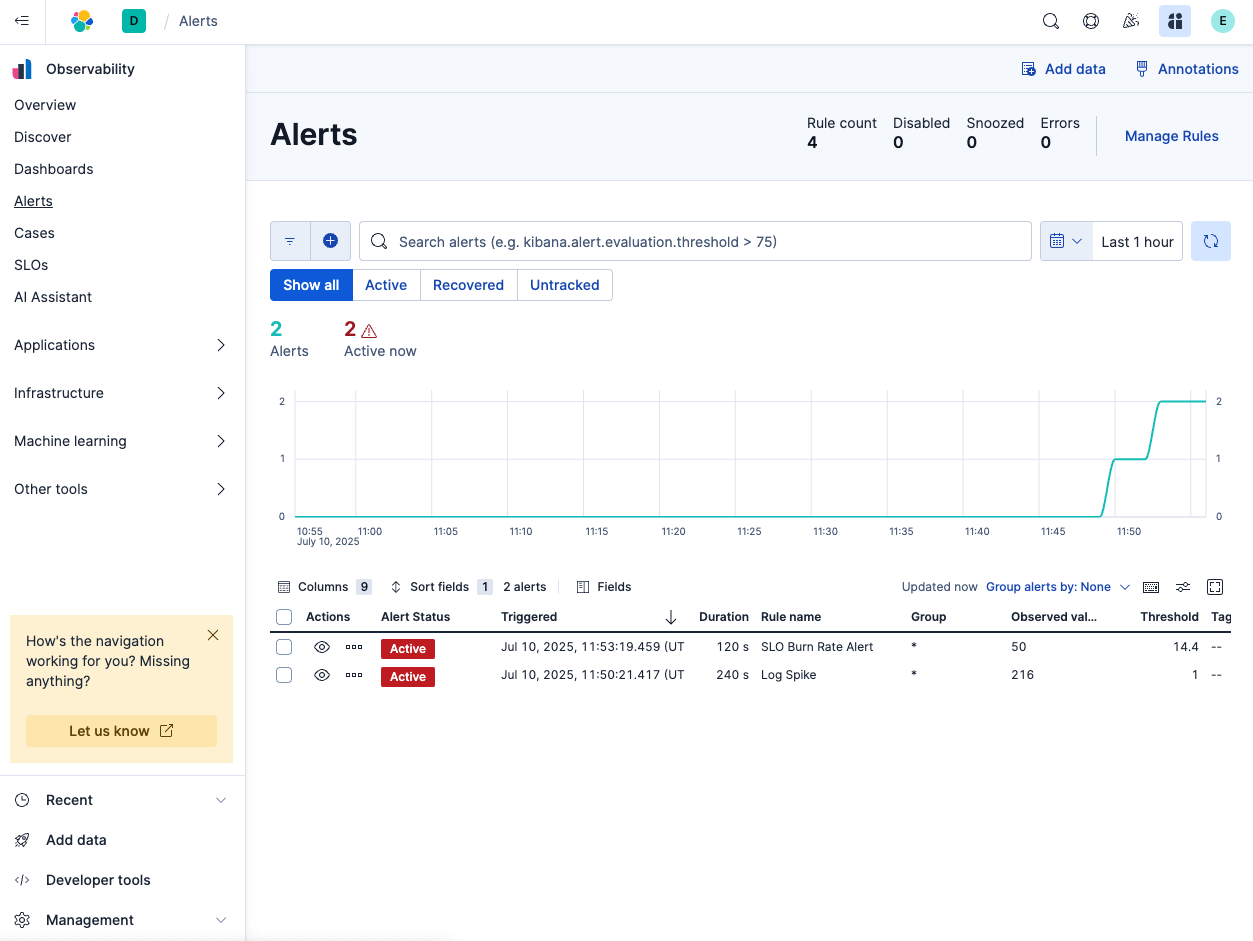 D / Alerts E
Observability
Overview
Discover
Dashboards
Alerts
Cases
SLOs
AI Assistant
Applications
Infrastructure
Machine learning
Other tools
How's the navigation
working for you? Missing
anything?
Let us know
Recent
Add data
Developer tools
Management
Add data Annotations
Alerts
Rule count Disabled Snoozed Errors
4 0 0 0
Manage Rules
Search alerts (e.g. kibana.alert.evaluation.threshold > 75)
Last 1 hour
Show all Active Recovered Untracked
2 2
Alerts Active now
2 2
1 1
0 0
10:55 11:00 11:05 11:10 11:15 11:20 11:25 11:30 11:35 11:40 11:45 11:50
July 10, 2025
Columns 9 Sort fields 1 2 alerts Fields Updated now Group alerts by: None
Actions Alert Status Triggered Duration Rule name Group Observed val... Threshold Tag
Active Jul 10, 2025, 11:53:19.459 (UT 120 s SLO Burn Rate Alert * 50 14.4 --
Active Jul 10, 2025, 11:50:21.417 (UT 240 s Log Spike * 216 1 --